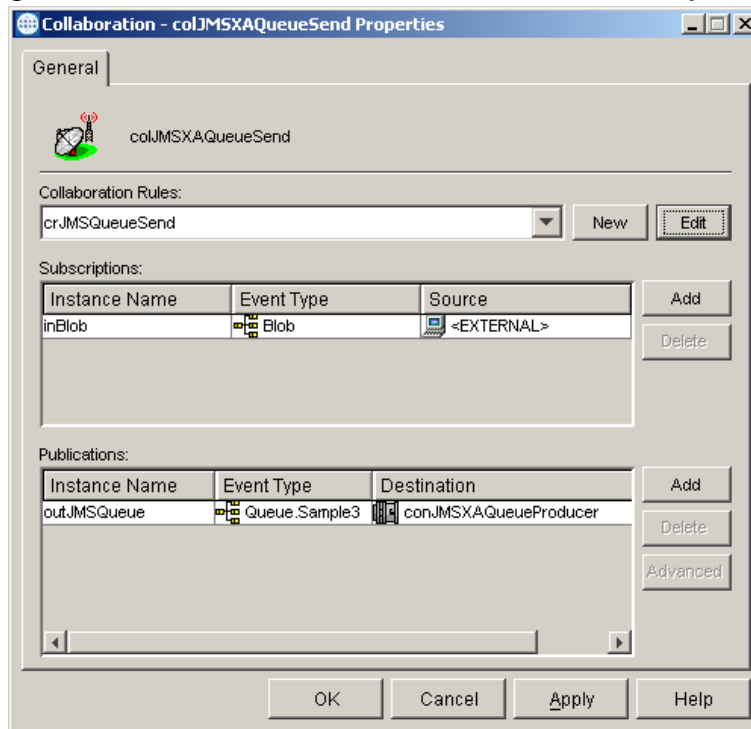 Collaboration - colJMSXAQueueSend Properties
General
colJMSXAQueueSend
Collaboration Rules:
crJMSQueueSend New Edit
Subscriptions:
Instance Name Event Type Source Add
inBlob Blob <EXTERNAL>
Delete
Publications:
Instance Name Event Type Destination Add
outJMSQueue Queue.Sample3 conJMSXAQueueProducer
Delete
Advanced
OK Cancel Apply Help